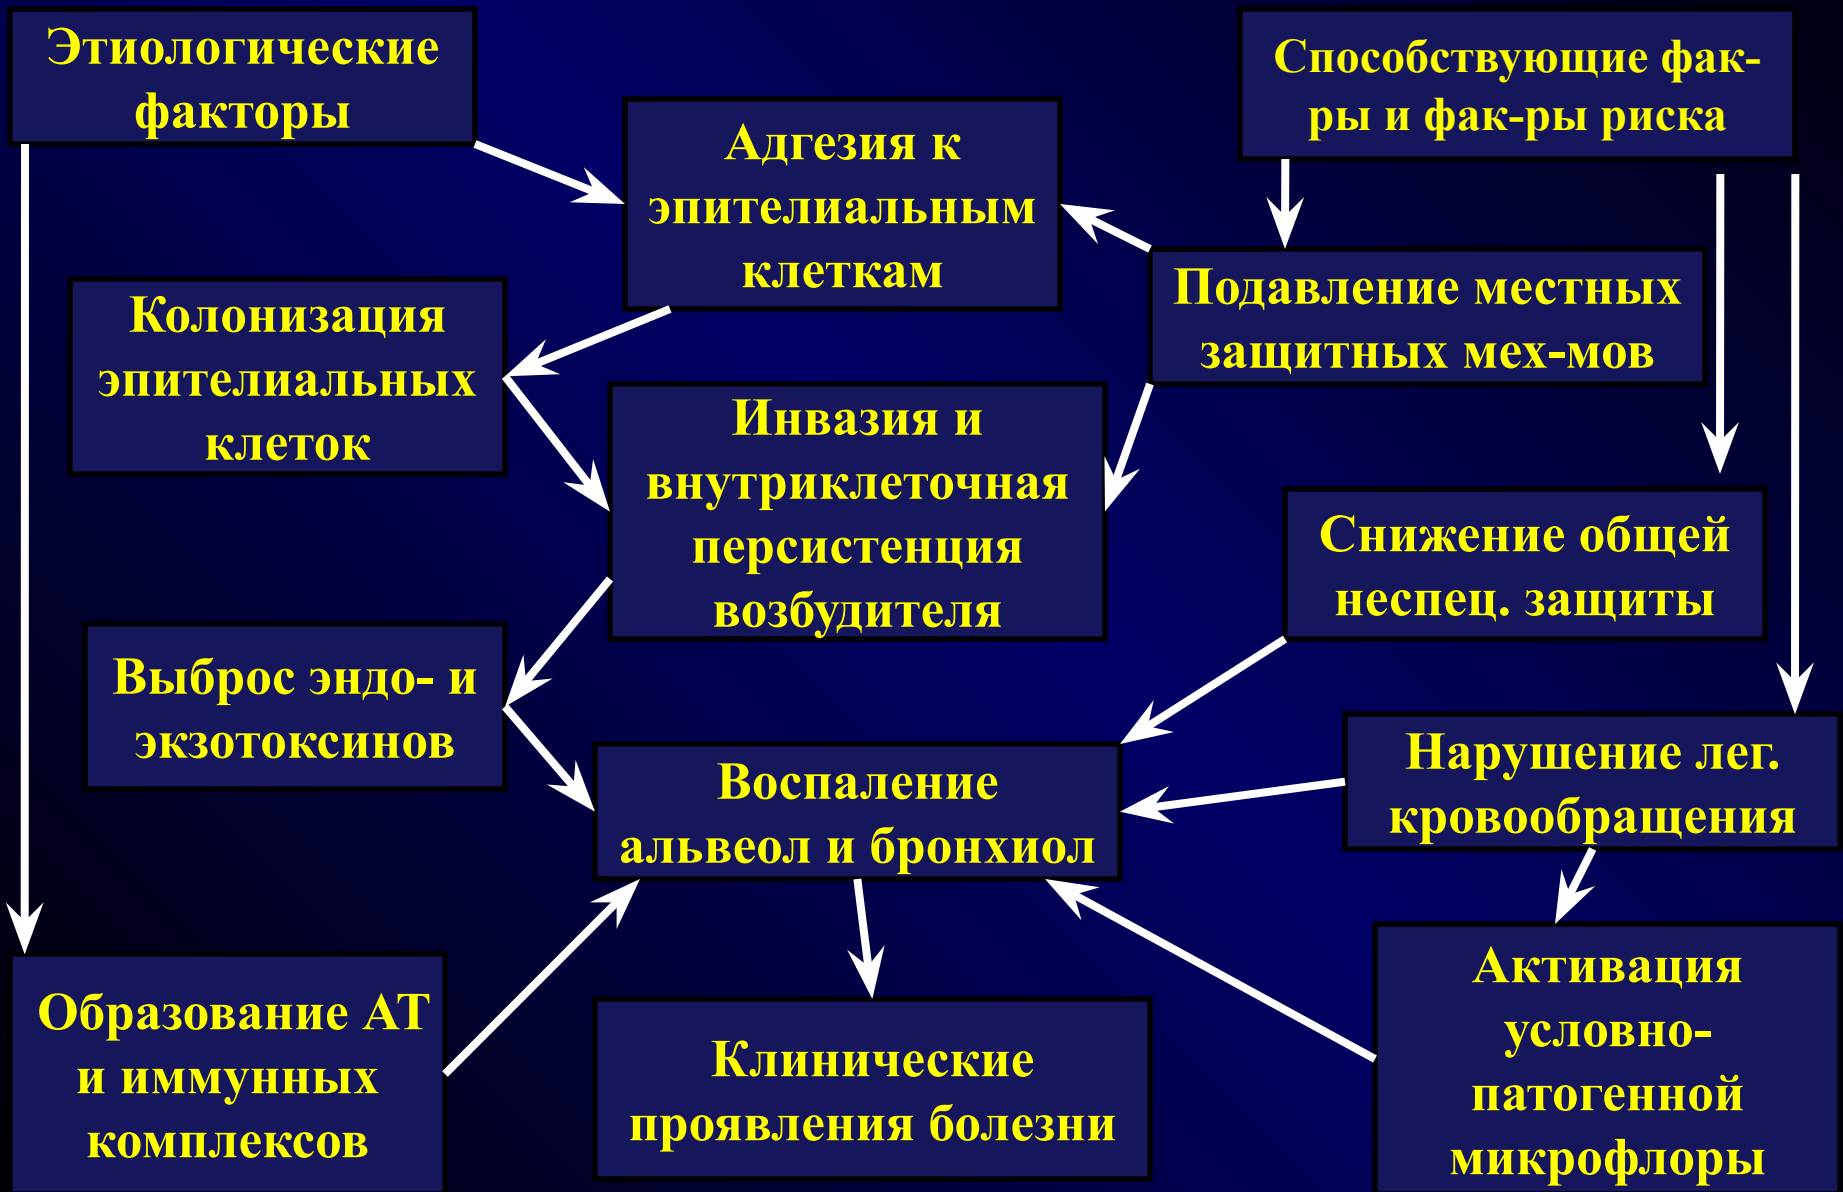 Этиологические
факторы
Способствующие фак-
ры и фак-ры риска
Адгезия к
эпителиальным
клеткам
Подавление местных
защитных мех-мов
Колонизация
эпителиальных
клеток
Инвазия и
внутриклеточная
персистенция
возбудителя
Снижение общей
неспец. защиты
Выброс эндо- и
экзотоксинов
Нарушение лег.
кровообращения
Воспаление
альвеол и бронхиол
Образование АТ
и иммунных
комплексов
Клинические
проявления болезни
Активация
условно-
патогенной
микрофлоры